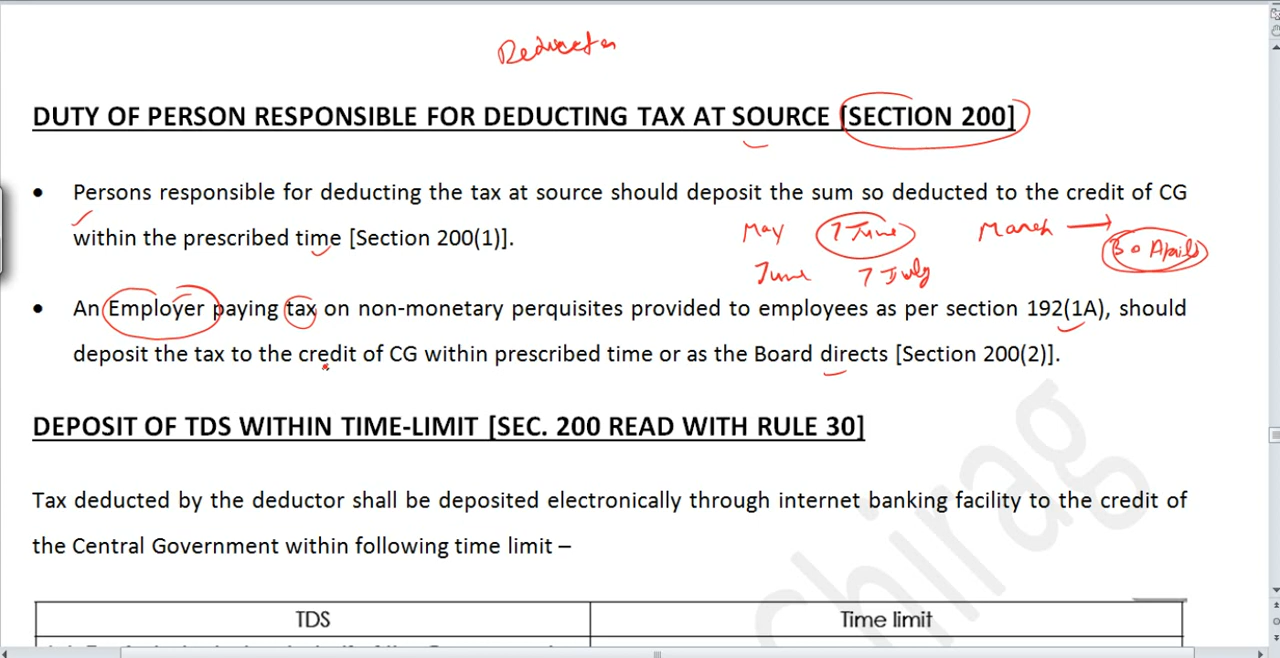 Deductor
DUTY OF PERSON RESPONSIBLE FOR DEDUCTING TAX AT SOURCE [SECTION 200]
• Persons responsible for deducting the tax at source should deposit the sum so deducted to the credit of CG
within the prescribed time [Section 200(1)].
May 7 June March → 30 April
June 7 July
• An Employer paying tax on non-monetary perquisites provided to employees as per section 192(1A), should
deposit the tax to the credit of CG within prescribed time or as the Board directs [Section 200(2)].
DEPOSIT OF TDS WITHIN TIME-LIMIT [SEC. 200 READ WITH RULE 30]
Tax deducted by the deductor shall be deposited electronically through internet banking facility to the credit of
the Central Government within following time limit –
TDS Time limit
Chirag